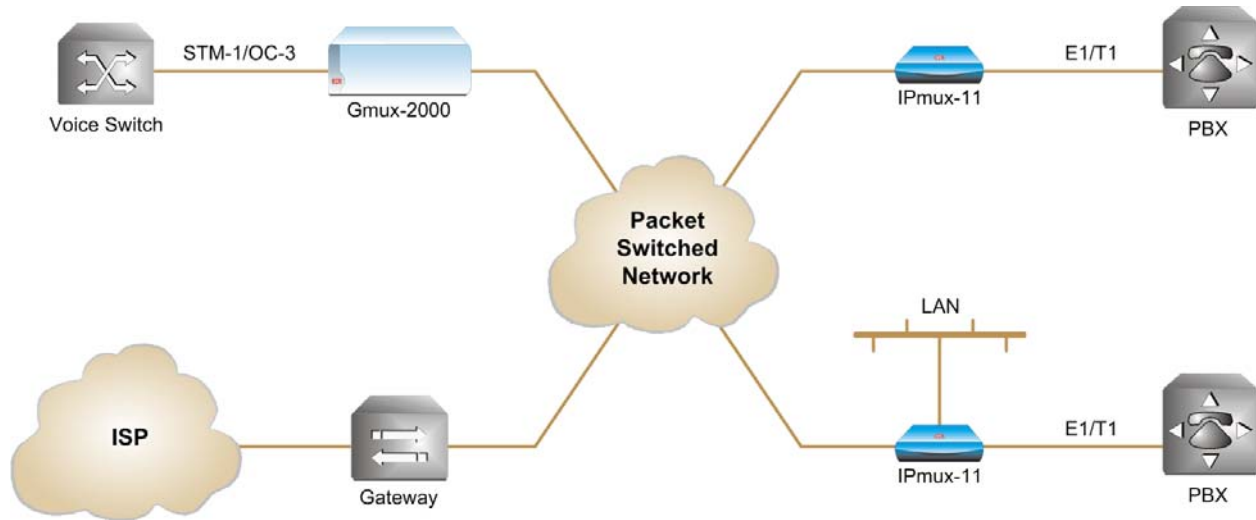 STM-1/OC-3
Voice Switch
Gmux-2000
IPmux-11
E1/T1
PBX
Packet
Switched
Network
ISP
Gateway
LAN
IPmux-11
E1/T1
PBX